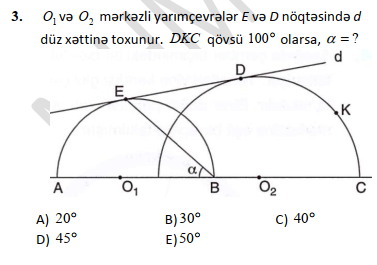 3. O₁ və O₂ mərkəzli yarımçevrələr E və D nöqtəsində d
düz xəttinə toxunur. DKC qövsü 100° olarsa, α = ?
d
D
E
K
α
A O₁ B O₂ C
A) 20° B) 30° C) 40°
D) 45° E) 50°